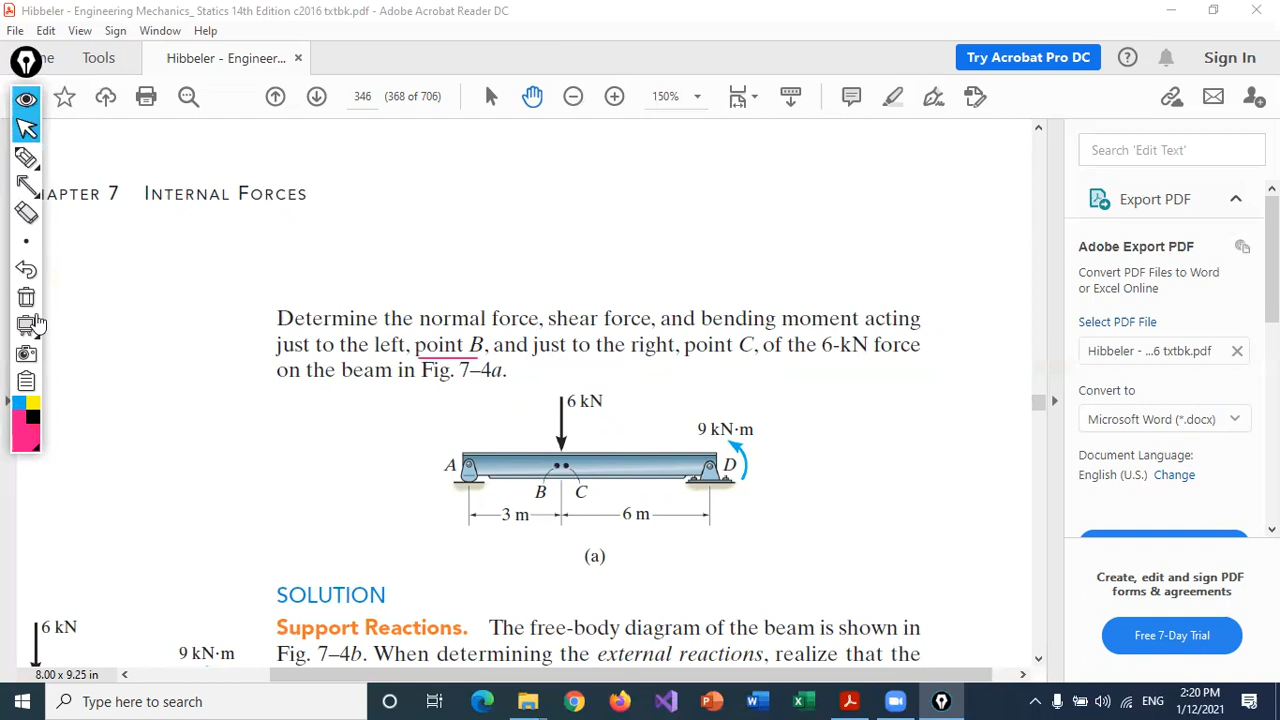 Hibbeler - Engineering Mechanics_ Statics 14th Edition c2016 txtbk.pdf - Adobe Acrobat Reader DC
File Edit View Sign Window Help
me Tools Hibbeler - Engineer... ×
Try Acrobat Pro DC
Sign In
346 (368 of 706)
150%
HAPTER 7 INTERNAL FORCES
Determine the normal force, shear force, and bending moment acting
just to the left, point B, and just to the right, point C, of the 6-kN force
on the beam in Fig. 7–4a.
6 kN
9 kN·m
A
D
B C
3 m
6 m
(a)
SOLUTION
Support Reactions. The free-body diagram of the beam is shown in
Fig. 7–4b. When determining the external reactions, realize that the
6 kN
9 kN·m
8.00 x 9.25 in
Search 'Edit Text'
Export PDF
Adobe Export PDF
Convert PDF Files to Word
or Excel Online
Select PDF File
Hibbeler - ...6 txtbk.pdf
Convert to
Microsoft Word (*.docx)
Document Language:
English (U.S.) Change
Create, edit and sign PDF
forms & agreements
Free 7-Day Trial
Type here to search
ENG
2:20 PM
1/12/2021